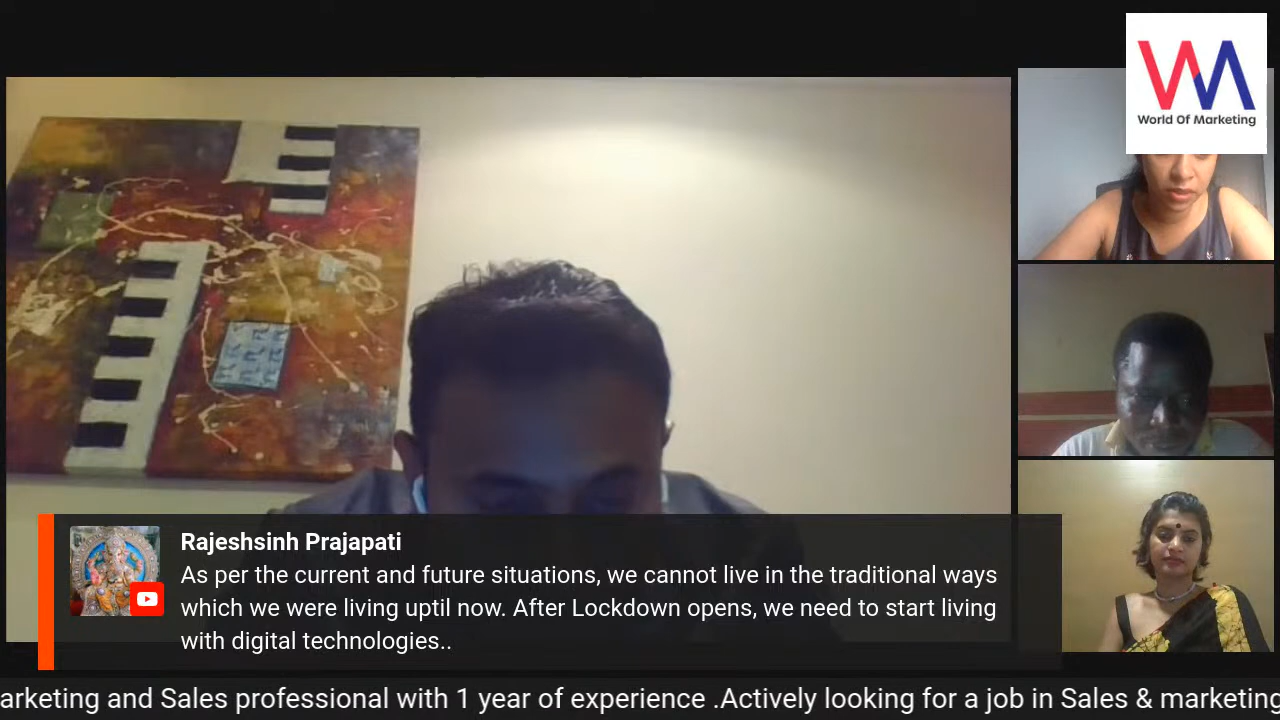 World Of Marketing
Rajeshsinh Prajapati
As per the current and future situations, we cannot live in the traditional ways
which we were living uptil now. After Lockdown opens, we need to start living
with digital technologies..
arketing and Sales professional with 1 year of experience .Actively looking for a job in Sales & marketing